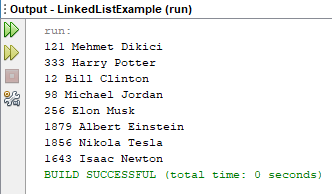 Output - LinkedListExample (run)
run:
121 Mehmet Dikici
333 Harry Potter
12 Bill Clinton
98 Michael Jordan
256 Elon Musk
1879 Albert Einstein
1856 Nikola Tesla
1643 Isaac Newton
BUILD SUCCESSFUL (total time: 0 seconds)